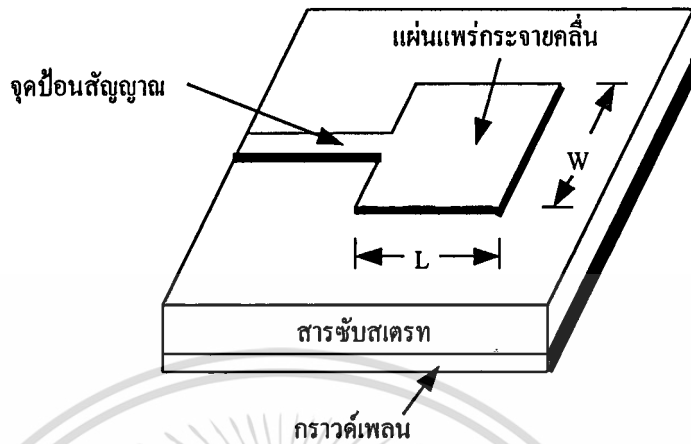 แผ่นแพร่กระจายคลื่น
จุดป้อนสัญญาณ
W
L
สารซับสเตรท
กราวด์เพลน